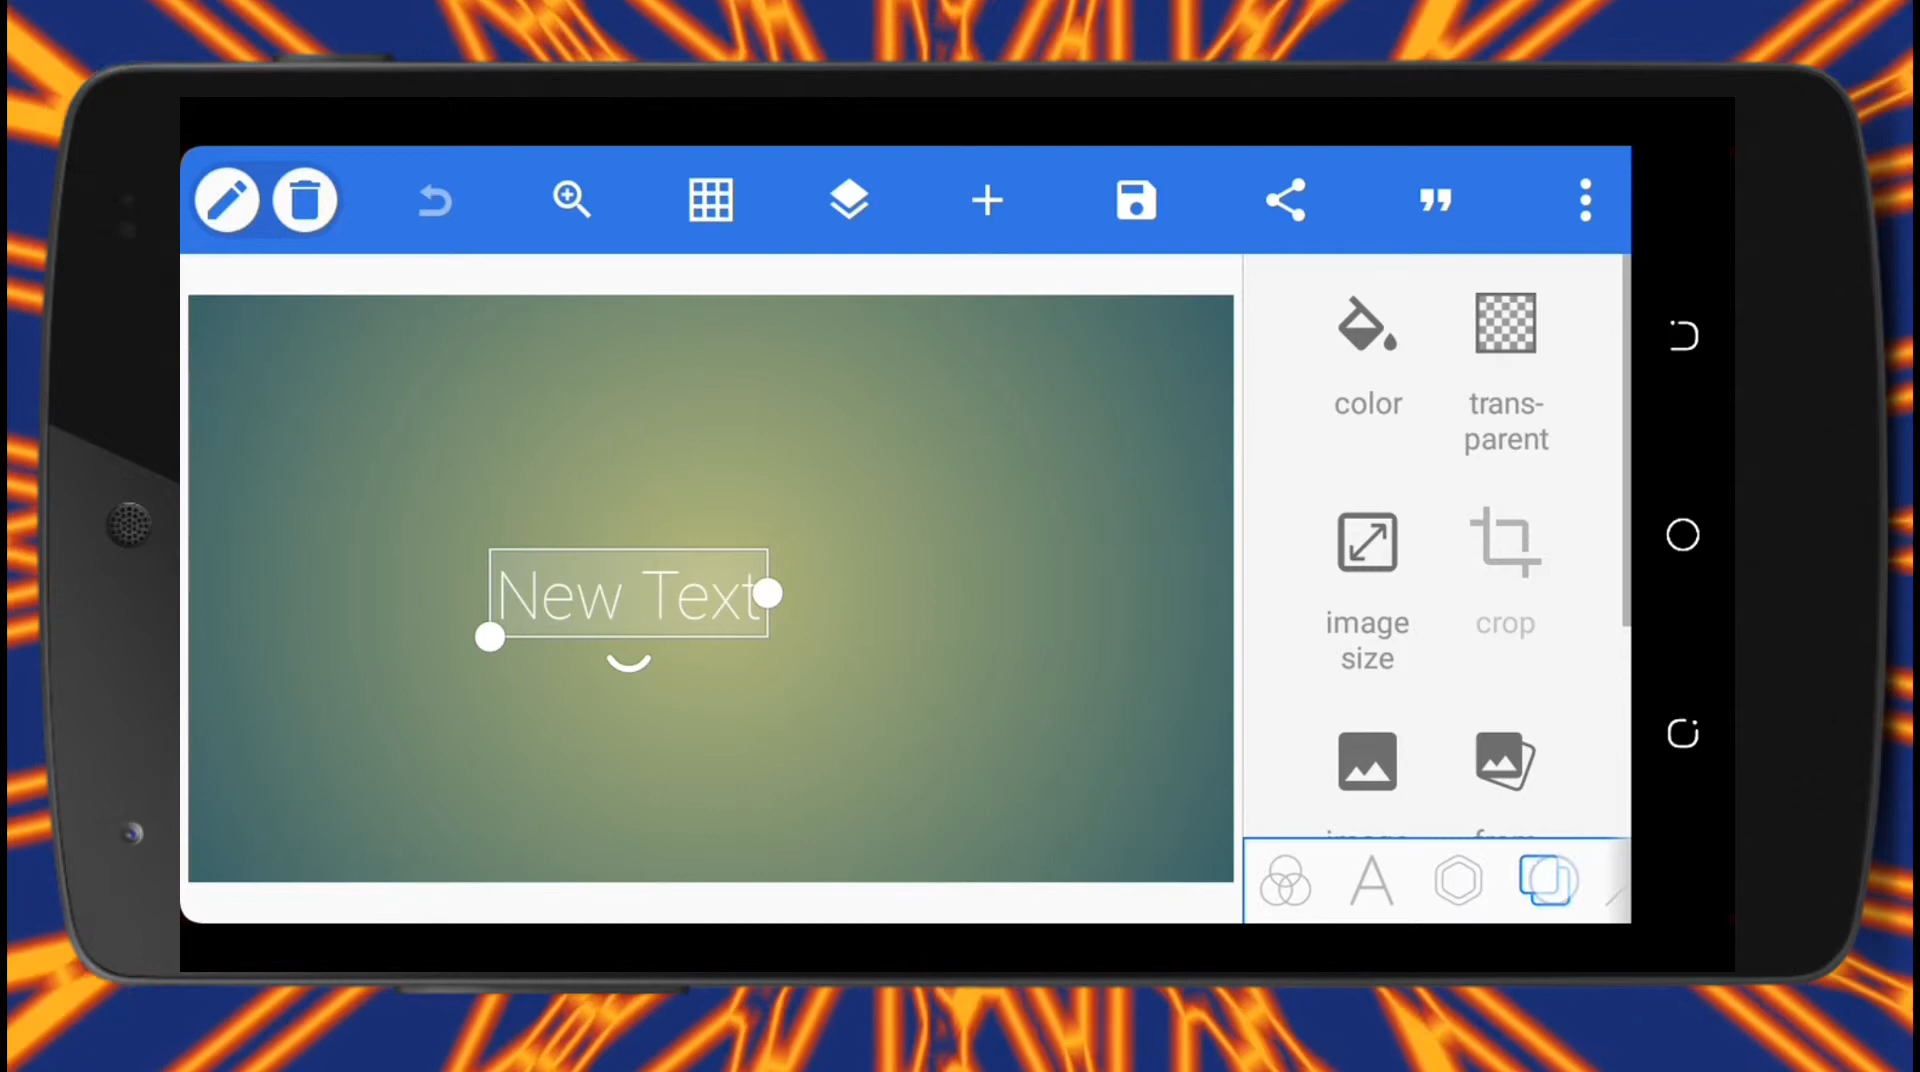 New Text
color
trans-
parent
image
size
crop